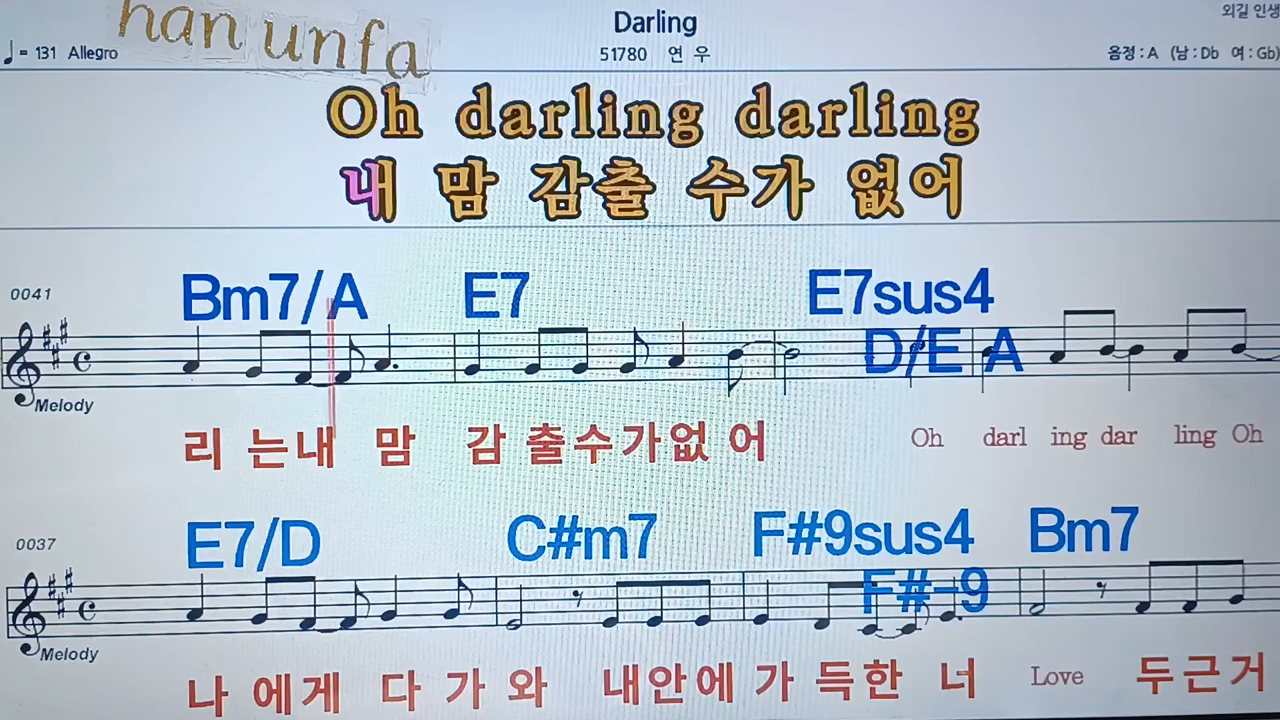 han unfa
Darling
외길 인생
♩= 131 Allegro
51780 연 우
음정 : A (남 : Db 여 : Gb)
Oh darling darling
내 맘 감출 수가 없어
0041
Bm7/A E7 E7sus4
D/E A
Melody
리 는내 맘 감 출수가없 어 Oh darl ing dar ling Oh
0037
E7/D C#m7 F#9sus4 Bm7
F#-9
Melody
나 에게 다 가 와 내안에 가 득한 너 Love 두근거